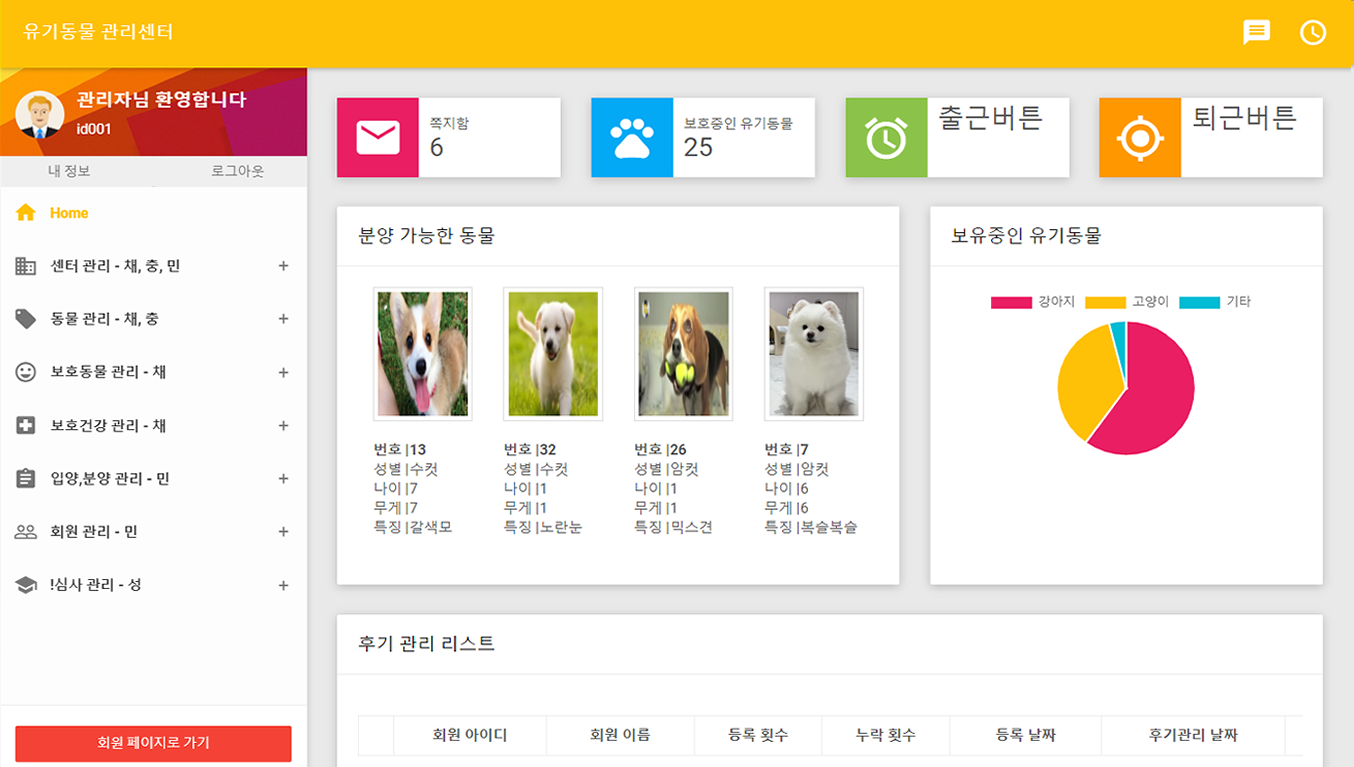 유기동물 관리센터
관리자님 환영합니다
id001
내 정보
로그아웃
Home
센터 관리 - 채, 충, 민 +
동물 관리 - 채, 충 +
보호동물 관리 - 채 +
보호건강 관리 - 채 +
입양,분양 관리 - 민 +
회원 관리 - 민 +
!심사 관리 - 성 +
회원 페이지로 가기
쪽지함
6
보호중인 유기동물
25
출근버튼
퇴근버튼
분양 가능한 동물
번호 |13
성별 |수컷
나이 |7
무게 |7
특징 |갈색모
번호 |32
성별 |수컷
나이 |1
무게 |1
특징 |노란눈
번호 |26
성별 |암컷
나이 |1
무게 |1
특징 |믹스견
번호 |7
성별 |암컷
나이 |6
무게 |6
특징 |복슬복슬
보유중인 유기동물
강아지 고양이 기타
후기 관리 리스트
회원 아이디 회원 이름 등록 횟수 누락 횟수 등록 날짜 후기관리 날짜